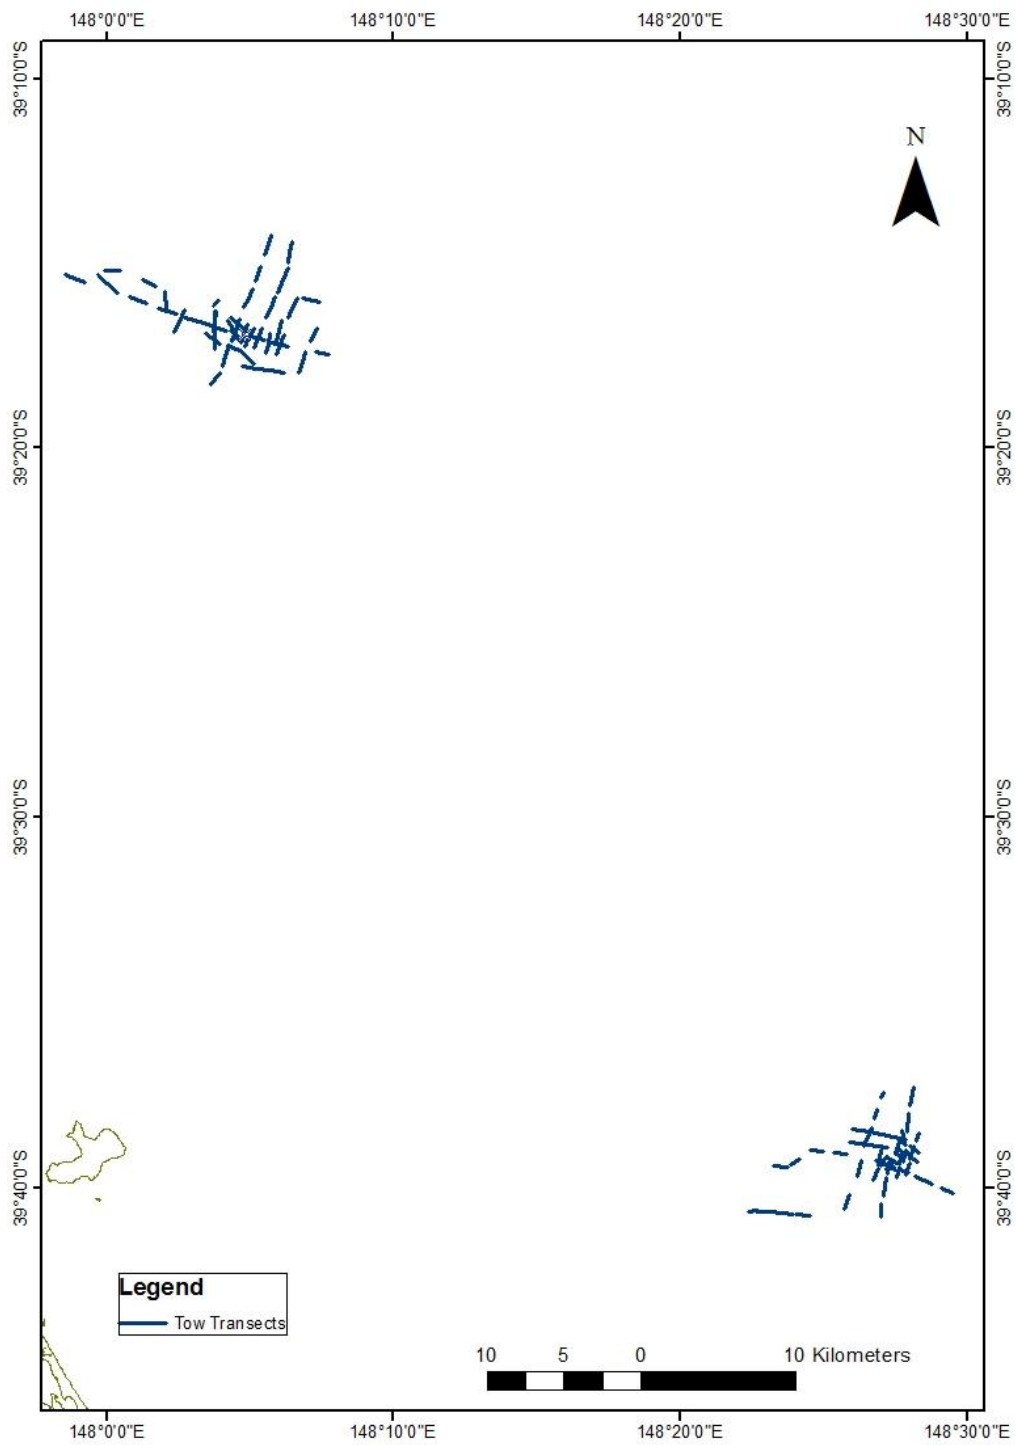 148°0'0"E 148°10'0"E 148°20'0"E 148°30'0"E
39°10'0"S 39°10'0"S
N
39°20'0"S 39°20'0"S
39°30'0"S 39°30'0"S
39°40'0"S 39°40'0"S
Legend
Tow Transects
10 5 0 10 Kilometers
148°0'0"E 148°10'0"E 148°20'0"E 148°30'0"E